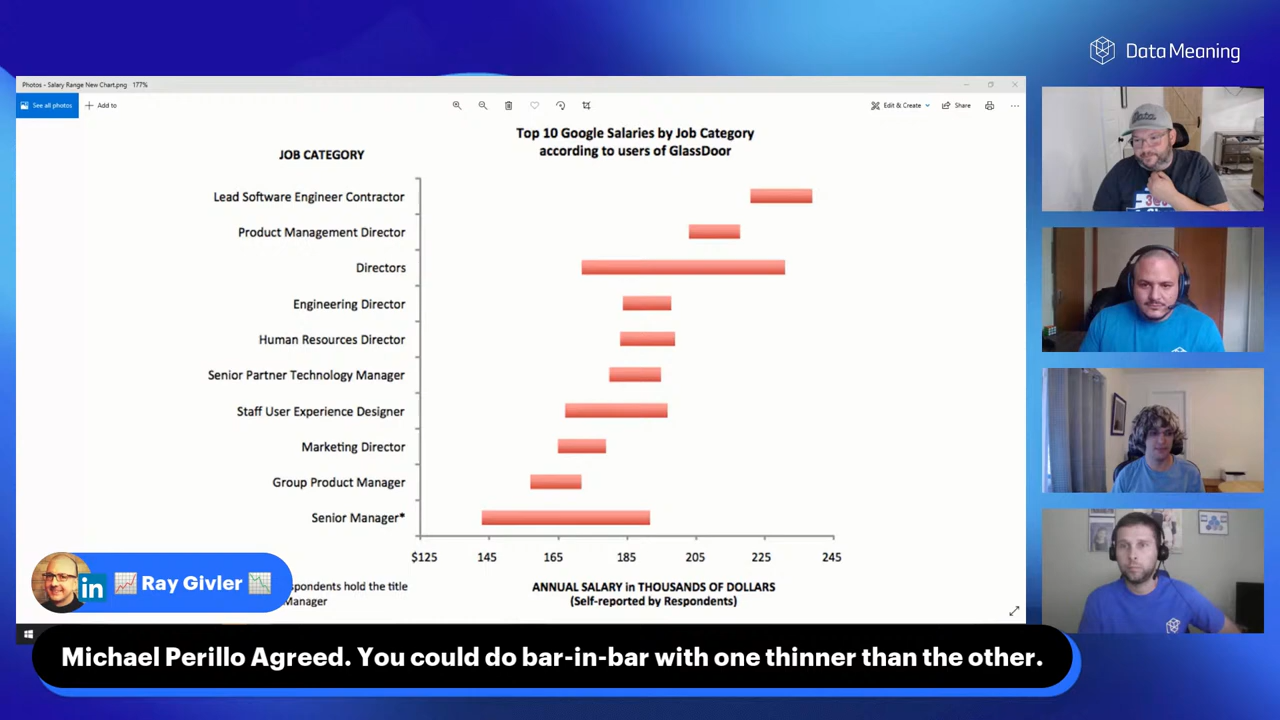 Data Meaning
Photos - Salary Range New Chart.png 177%
See all photos
Add to
Edit & Create
Share
Top 10 Google Salaries by Job Category
according to users of GlassDoor
JOB CATEGORY
Lead Software Engineer Contractor
Product Management Director
Directors
Engineering Director
Human Resources Director
Senior Partner Technology Manager
Staff User Experience Designer
Marketing Director
Group Product Manager
Senior Manager*
$125 145 165 185 205 225 245
spondents hold the title
Manager
ANNUAL SALARY in THOUSANDS OF DOLLARS
(Self-reported by Respondents)
in
Ray Givler
Michael Perillo Agreed. You could do bar-in-bar with one thinner than the other.